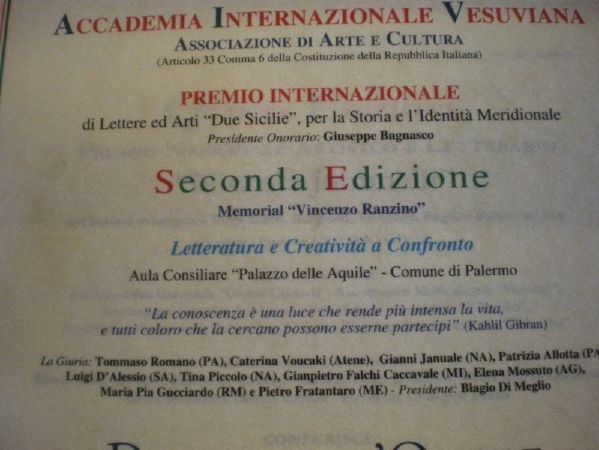 ACCADEMIA INTERNAZIONALE VESUVIANA
ASSOCIAZIONE DI ARTE E CULTURA
(Articolo 33 Comma 6 della Costituzione della Repubblica Italiana)
PREMIO INTERNAZIONALE
di Lettere ed Arti "Due Sicilie", per la Storia e l'Identità Meridionale
Presidente Onorario: Giuseppe Bagnasco
SECONDA EDIZIONE
Memorial "Vincenzo Ranzino"
Letteratura e Creatività a Confronto
Aula Consiliare "Palazzo delle Aquile" - Comune di Palermo
"La conoscenza è una luce che rende più intensa la vita,
e tutti coloro che la cercano possono esserne partecipi" (Kahlil Gibran)
La Giuria: Tommaso Romano (PA), Caterina Voucaki (Atene), Gianni Januale (NA), Patrizia Allotta (PA
Luigi D'Alessio (SA), Tina Piccolo (NA), Gianpietro Falchi Caccavale (MI), Elena Mossuto (AG),
Maria Pia Gucciardo (RM) e Pietro Fratantaro (ME) - Presidente: Biagio Di Meglio